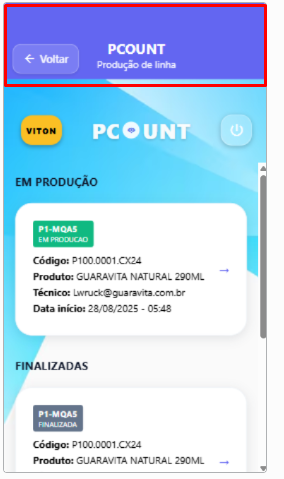 ← Voltar
PCOUNT
Produção de linha
VITON
PCOUNT
EM PRODUÇÃO
P1-MQA5
EM PRODUCAO
Código: P100.0001.CX24
Produto: GUARAVITA NATURAL 290ML
→
Técnico: Lwruck@guaravita.com.br
Data início: 28/08/2025 - 05:48
FINALIZADAS
P1-MQA5
FINALIZADA
Código: P100.0001.CX24
Produto: GUARAVITA NATURAL 290ML
→